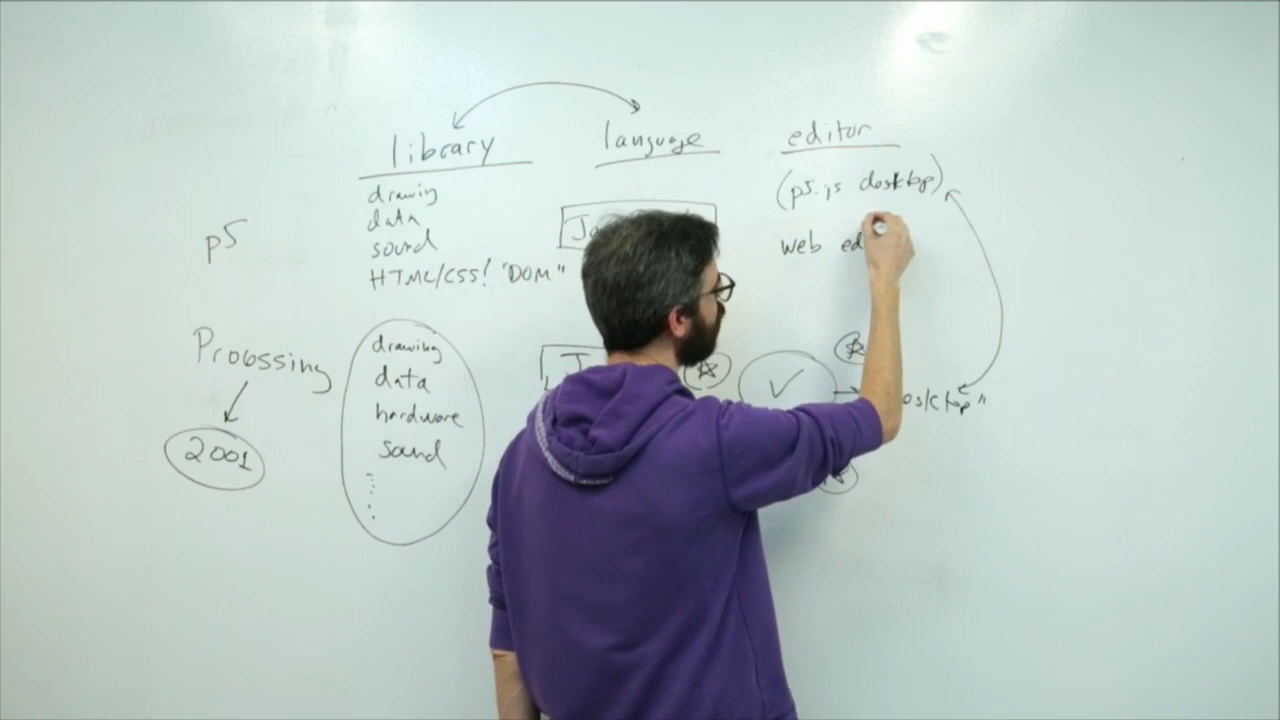 library
language
editor
drawing
data
sound
HTML/CSS! "DOM"
(p5.js desktop)
web ed
p5
Processing
2001
drawing
data
hardware
sound